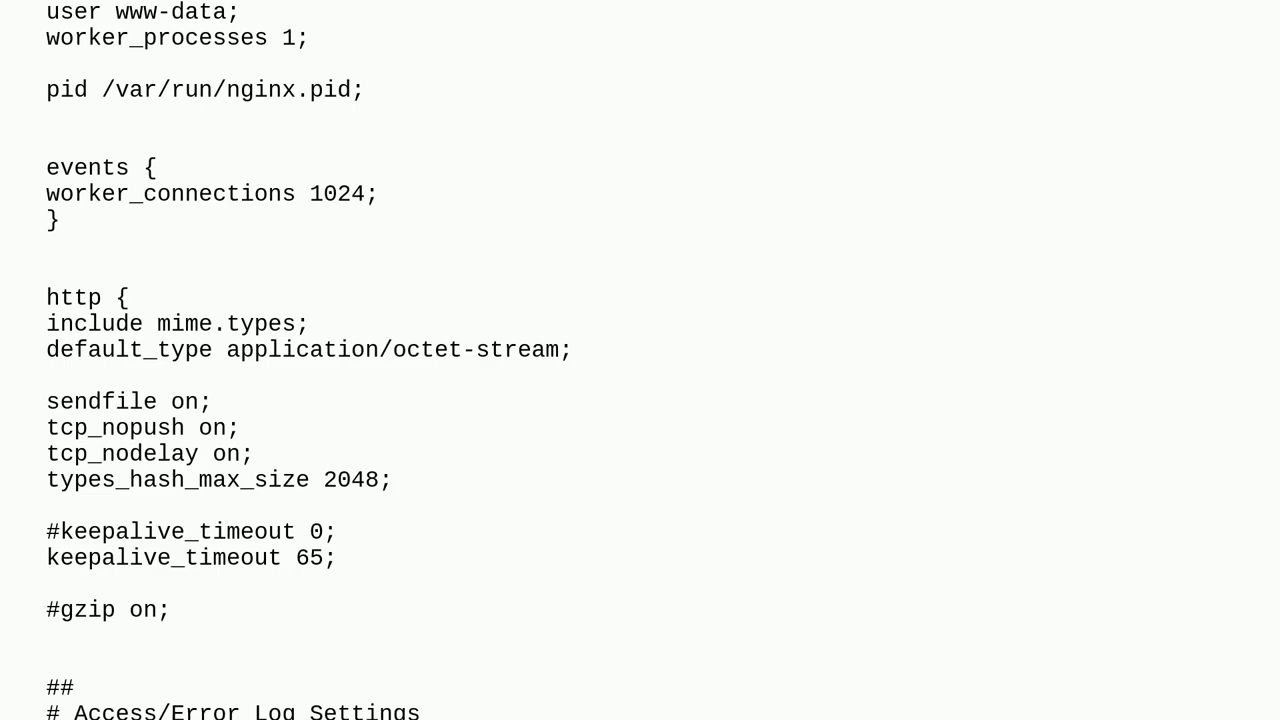 user www-data;
worker_processes 1;
pid /var/run/nginx.pid;
events {
worker_connections 1024;
}
http {
include mime.types;
default_type application/octet-stream;
sendfile on;
tcp_nopush on;
tcp_nodelay on;
types_hash_max_size 2048;
#keepalive_timeout 0;
keepalive_timeout 65;
#gzip on;
##
# Access/Error Log Settings